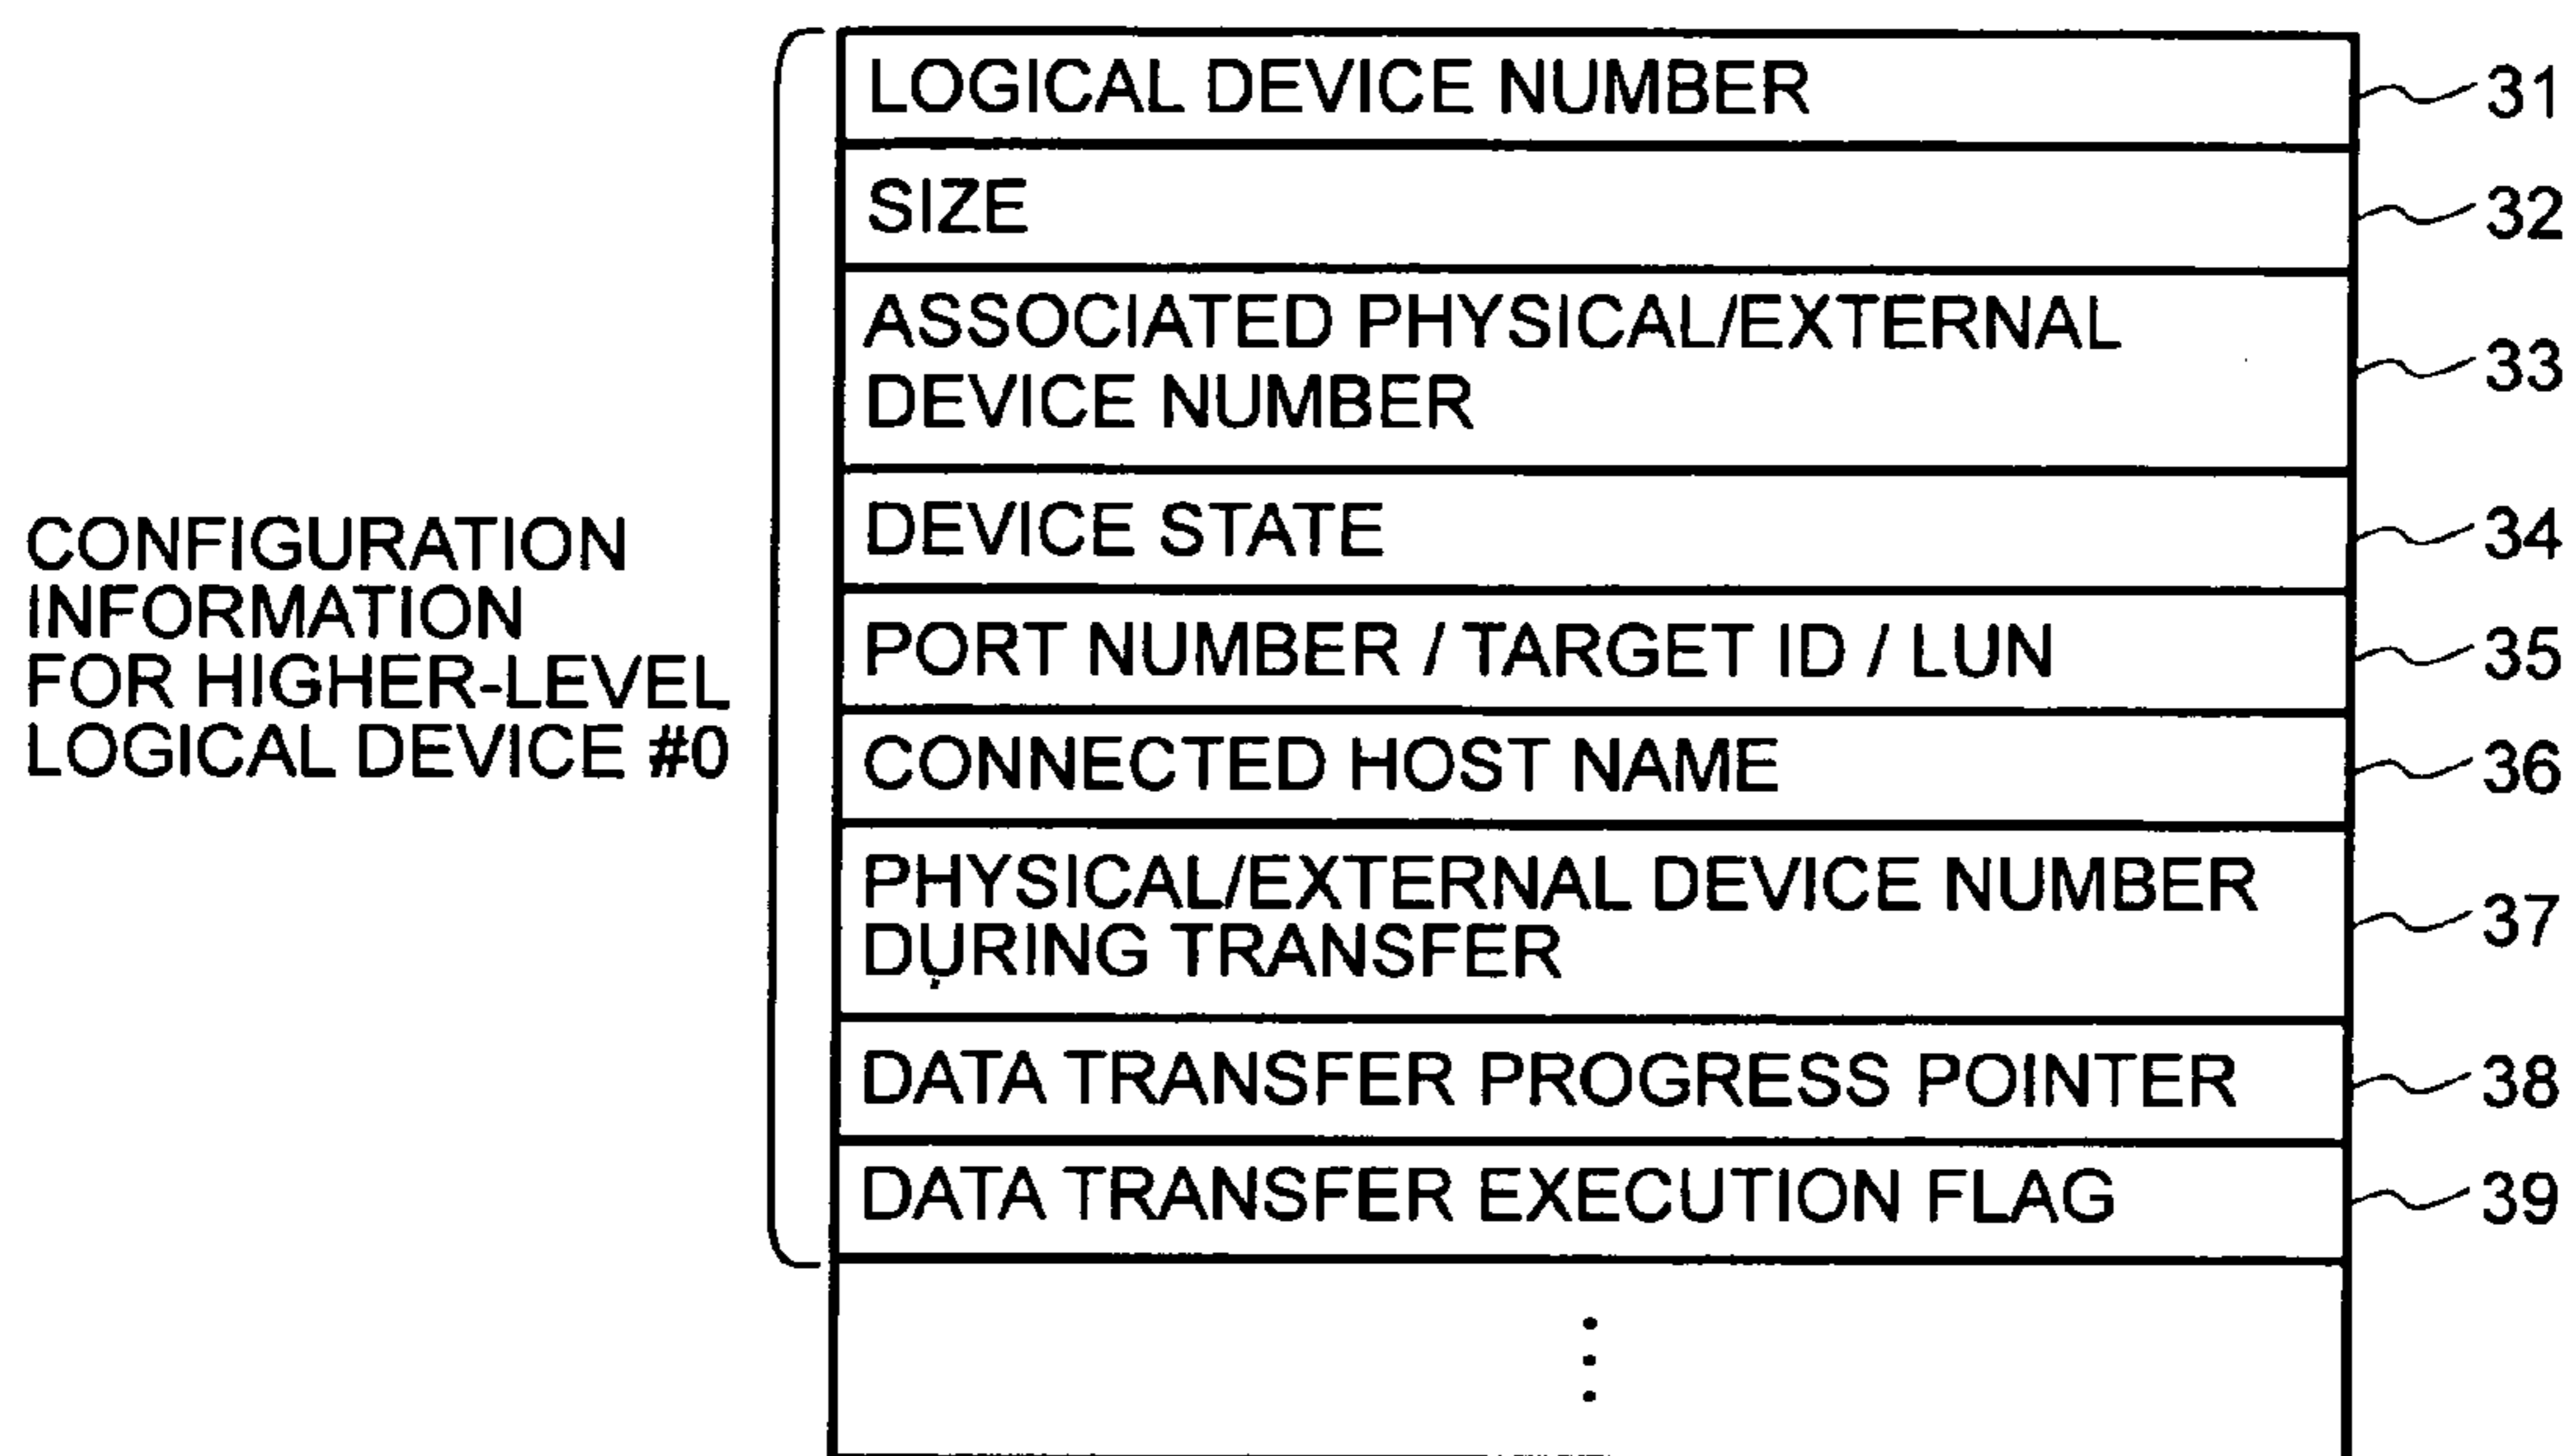 LOGICAL DEVICE NUMBER 31
SIZE 32
ASSOCIATED PHYSICAL/EXTERNAL
DEVICE NUMBER 33
DEVICE STATE 34
PORT NUMBER / TARGET ID / LUN 35
CONNECTED HOST NAME 36
PHYSICAL/EXTERNAL DEVICE NUMBER
DURING TRANSFER 37
DATA TRANSFER PROGRESS POINTER 38
DATA TRANSFER EXECUTION FLAG 39
CONFIGURATION
INFORMATION
FOR HIGHER-LEVEL
LOGICAL DEVICE #0